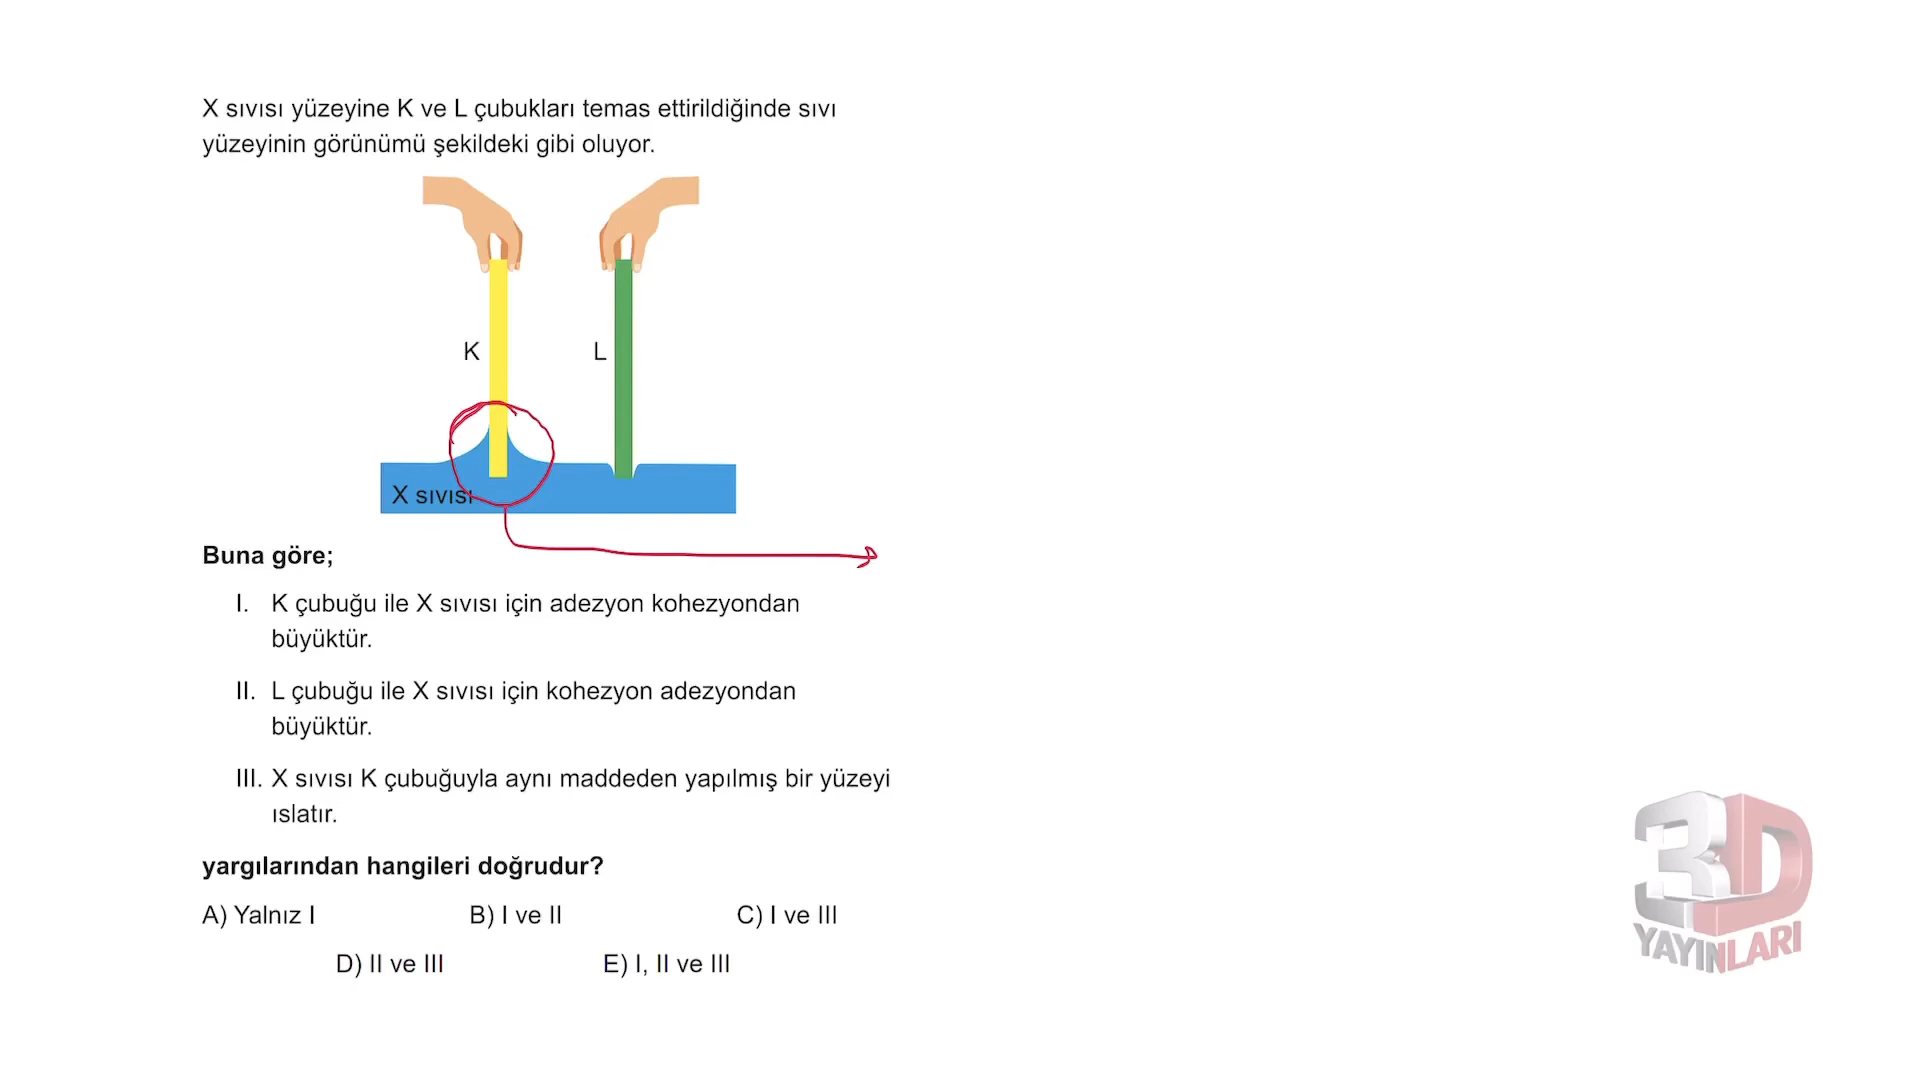 X sıvısı yüzeyine K ve L çubukları temas ettirildiğinde sıvı
yüzeyinin görünümü şekildeki gibi oluyor.
K
L
X sıvısı
Buna göre;
I. K çubuğu ile X sıvısı için adezyon kohezyondan
büyüktür.
II. L çubuğu ile X sıvısı için kohezyon adezyondan
büyüktür.
III. X sıvısı K çubuğuyla aynı maddeden yapılmış bir yüzeyi
ıslatır.
yargılarından hangileri doğrudur?
A) Yalnız I B) I ve II C) I ve III
D) II ve III E) I, II ve III
3D
YAYINLARI